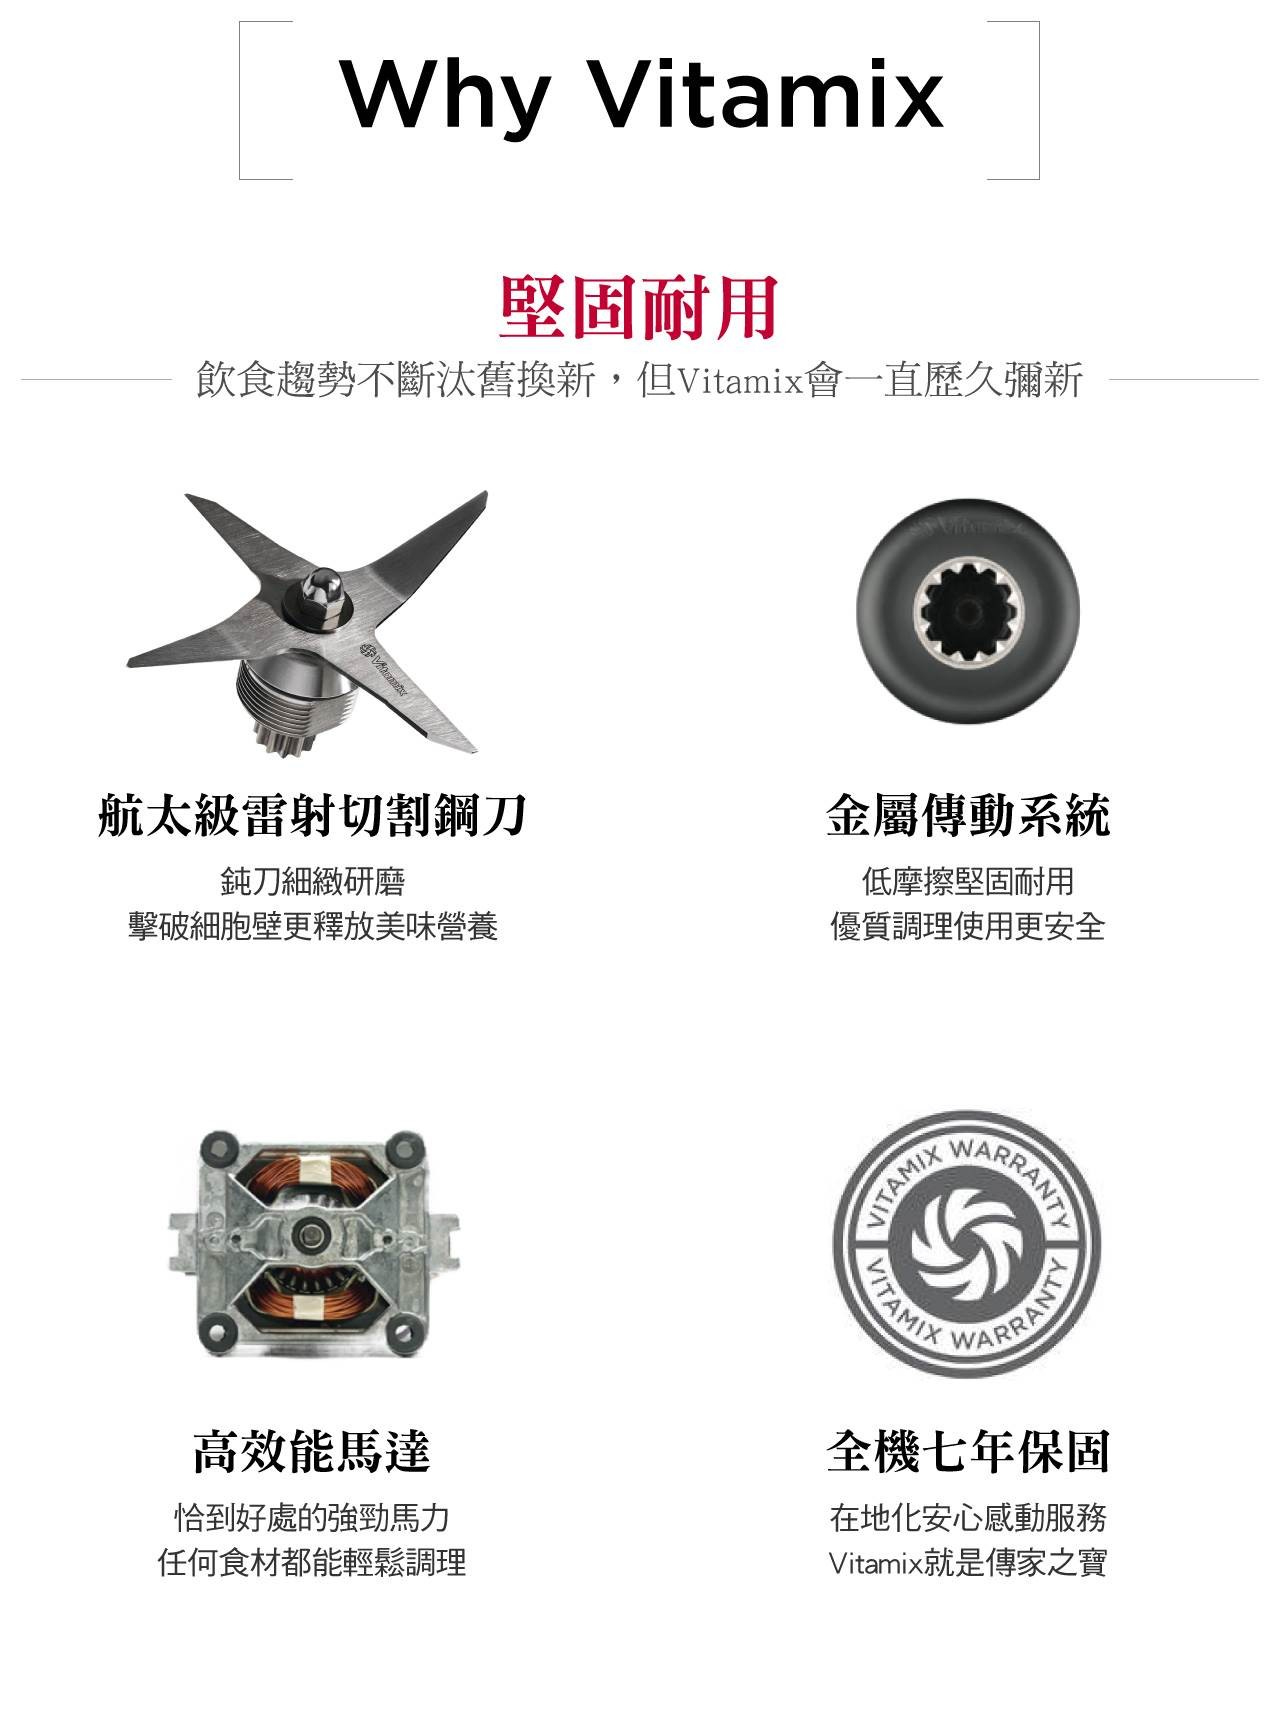 Why Vitamix
堅固耐用
飲食趨勢不斷汰舊換新，但Vitamix會一直歷久彌新
Vitamix
Vitamix
航太級雷射切割鋼刀
鈍刀細緻研磨
擊破細胞壁更釋放美味營養
金屬傳動系統
低摩擦堅固耐用
優質調理使用更安全
VITAMIX WARRANTY
VITAMIX WARRANTY
高效能馬達
恰到好處的強勁馬力
任何食材都能輕鬆調理
全機七年保固
在地化安心感動服務
Vitamix就是傳家之寶